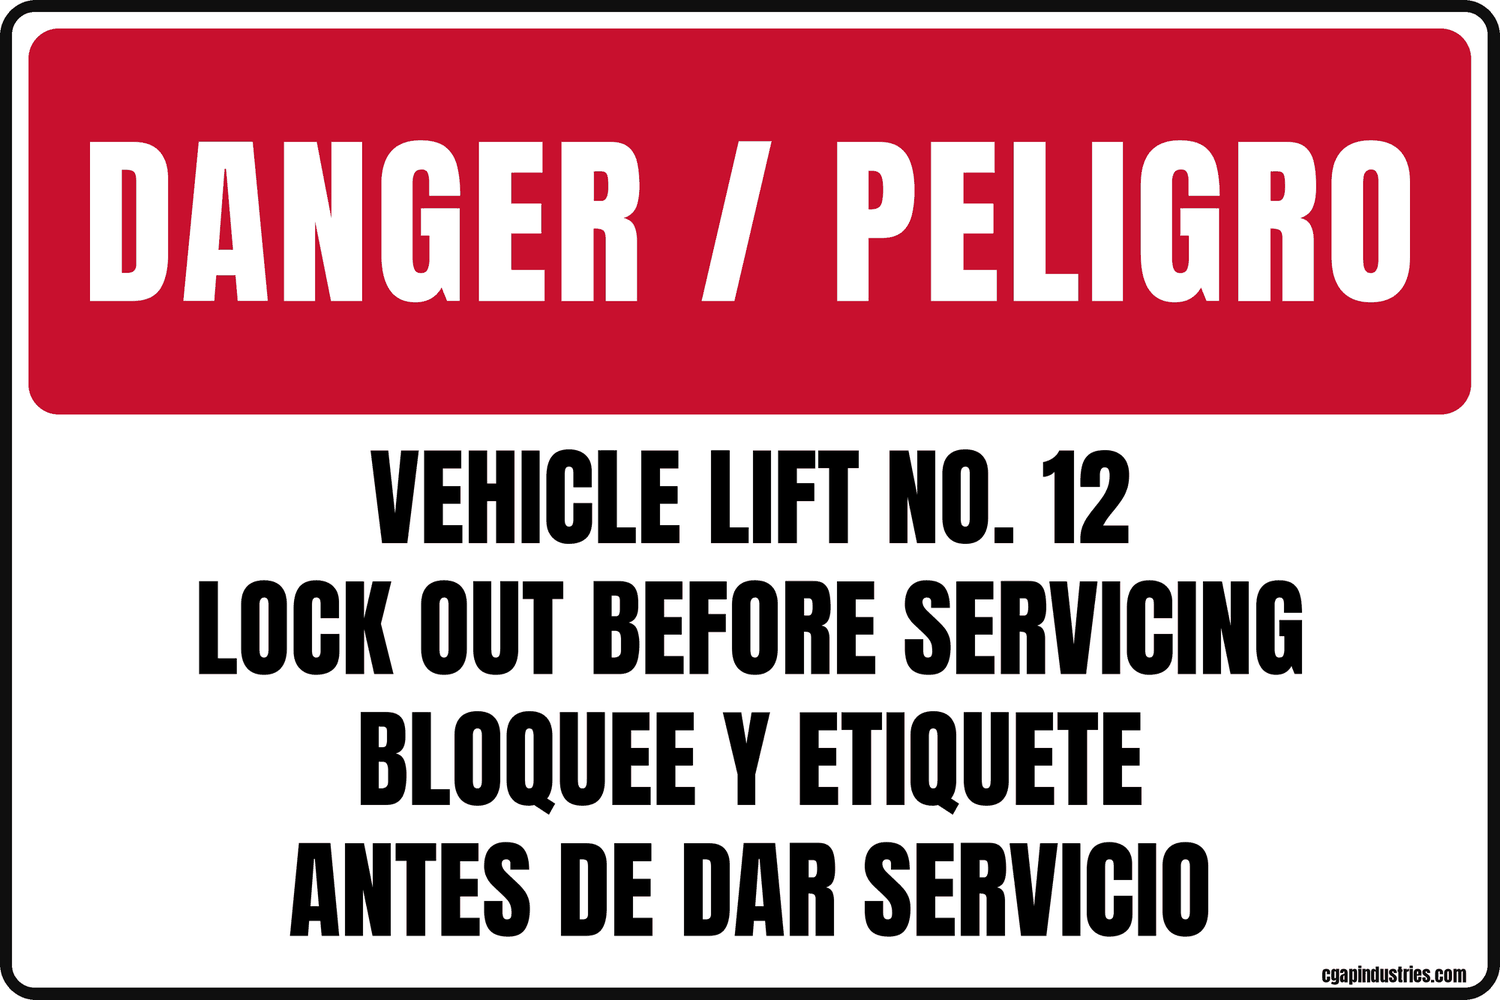 DANGER / PELIGRO
VEHICLE LIFT NO. 12
LOCK OUT BEFORE SERVICING
BLOQUEE Y ETIQUETE
ANTES DE DAR SERVICIO
cgapindustries.com